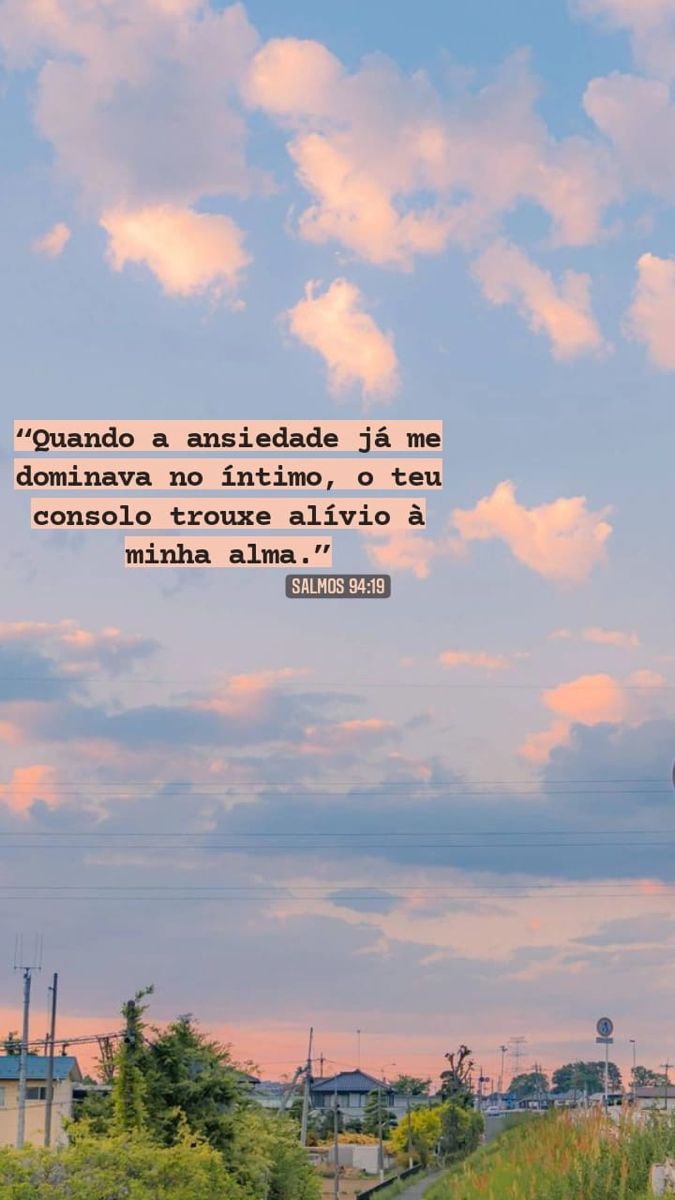 “Quando a ansiedade já me
dominava no íntimo, o teu
consolo trouxe alívio à
minha alma.”
SALMOS 94:19